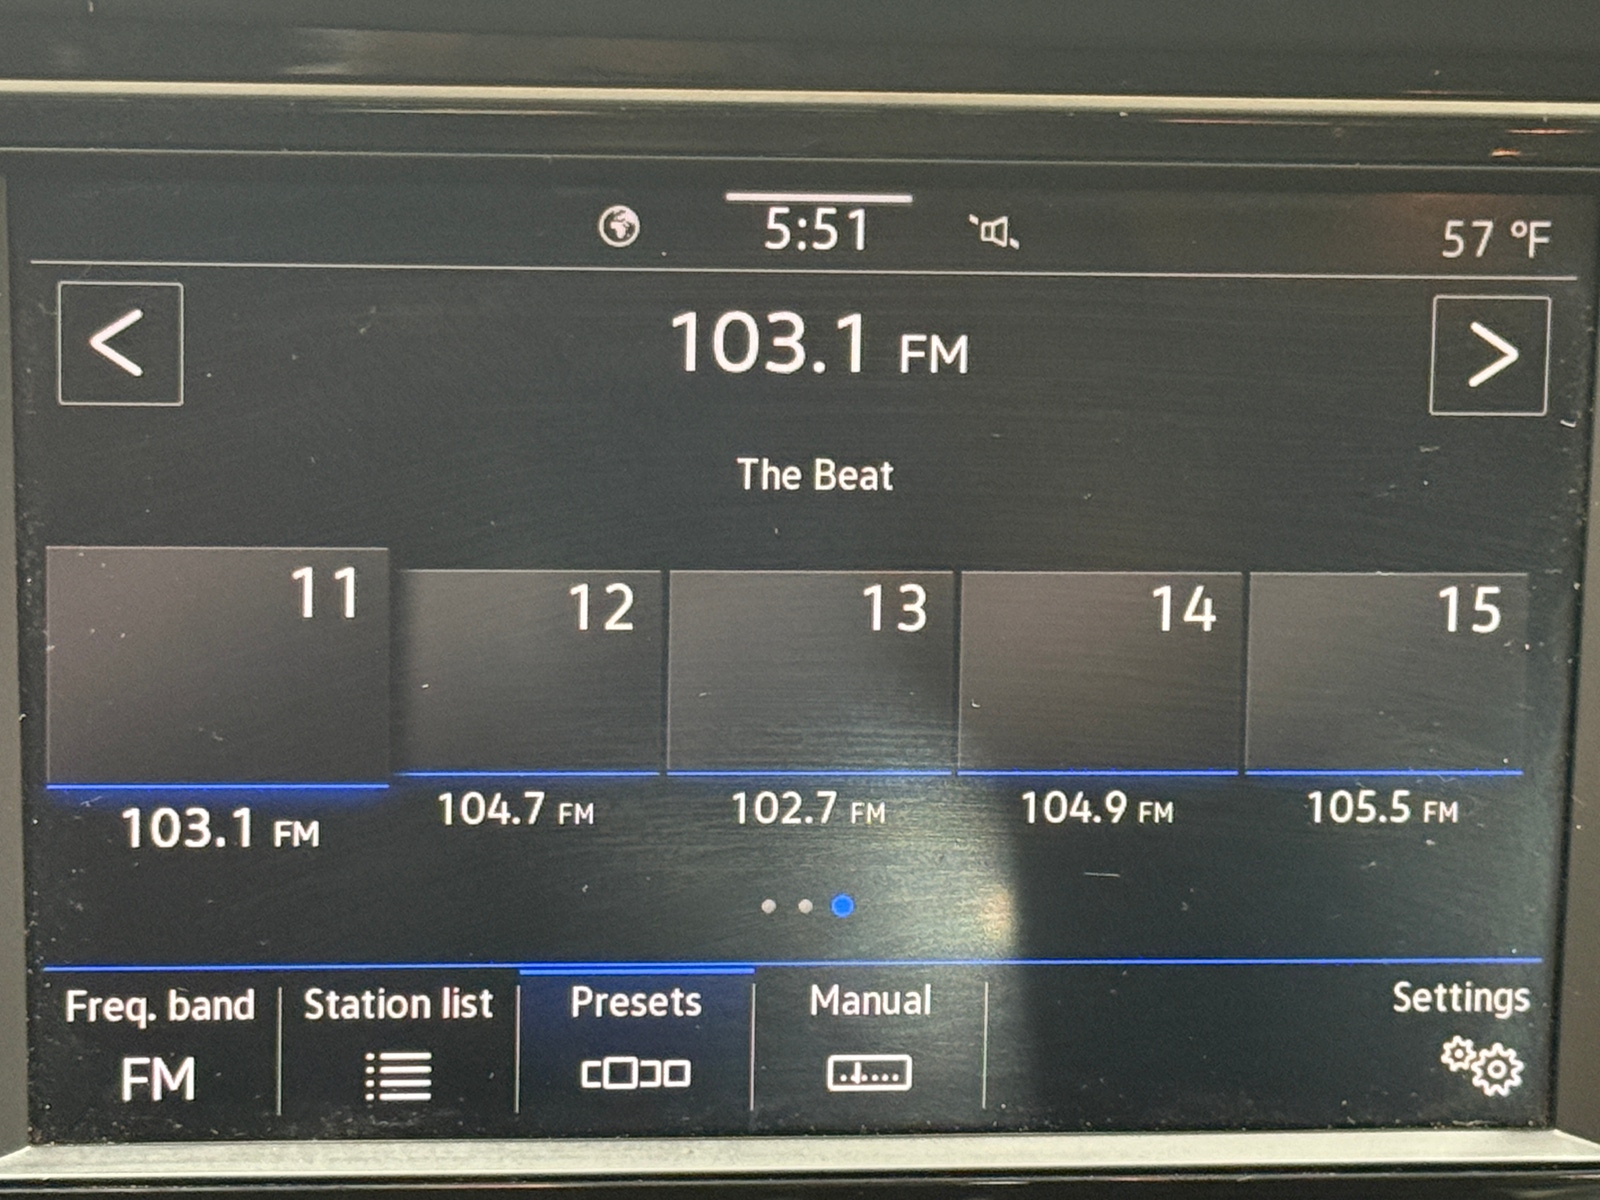 5:51
57 °F
<
103.1 FM
>
The Beat
11
12
13
14
15
103.1 FM
104.7 FM
102.7 FM
104.9 FM
105.5 FM
Freq. band
Station list
Presets
Manual
Settings
FM